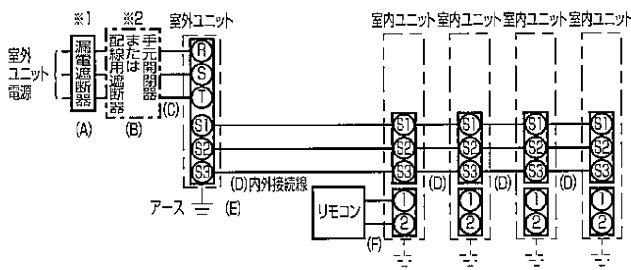 ※1
※2
室外ユニット
室内ユニット
室内ユニット
室内ユニット
室内ユニット
室外
ユニット
電源
漏電遮断器
手元開閉器
または
配線用遮断器
R
S
T
(A)
(B)
(C)
S1
S2
S3
S1
S2
S3
S1
S2
S3
S1
S2
S3
S1
S2
S3
(D)内外接続線
(D)
(D)
(D)
アース
(E)
リモコン
(F)
1
2
1
2
1
2
1
2